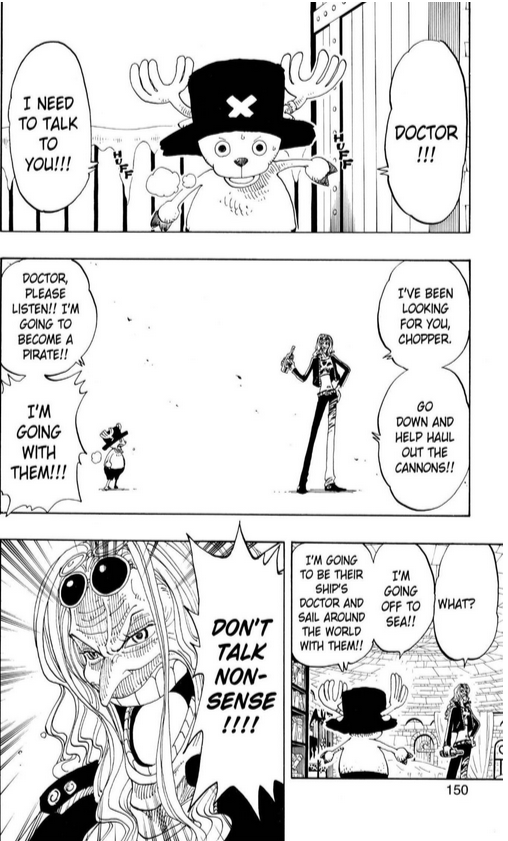 DOCTOR
!!!
HUFF
I NEED
TO TALK
TO
YOU!!!
HUFF
I'VE BEEN
LOOKING
FOR YOU,
CHOPPER.
GO
DOWN AND
HELP HAUL
OUT THE
CANNONS!!
DOCTOR,
PLEASE
LISTEN!! I'M
GOING TO
BECOME A
PIRATE!!
I'M
GOING
WITH
THEM!!!
WHAT?
I'M
GOING
OFF TO
SEA!!
I'M GOING
TO BE THEIR
SHIP'S
DOCTOR AND
SAIL AROUND
THE WORLD
WITH THEM!!
DON'T
TALK
NON-
SENSE
!!!!
150